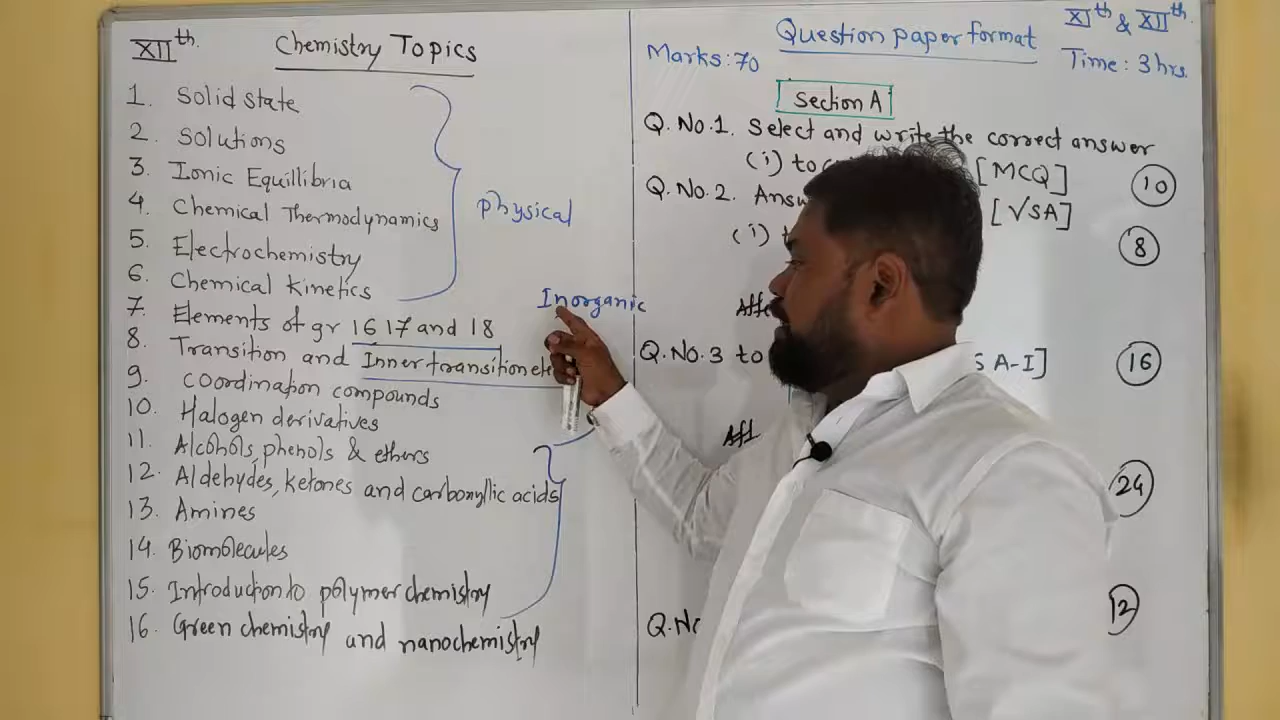 XIIth.
Chemistry Topics
1. Solid state
2. Solutions
3. Ionic Equillibria
4. Chemical Thermodynamics
5. Electrochemistry
6. Chemical kinetics
7. Elements of gr 16 17 and 18
8. Transition and Inner transition
9. Coordination compounds
10. Halogen derivatives
11. Alcohols, phenols & ethers
12. Aldehydes, ketones and carboxyllic acids
13. Amines
14. Biomolecules
15. Introduction to polymer chemistry
16. Green chemistry and nanochemistry
physical
Inorganic
Question paper format
XIth & XIIth.
Marks: 70
Time: 3 hrs.
Section A
Q. No.1. Select and write the correct answer
(i) to [MCQ] 10
Q. No.2. [VSA]
(i) 8
Q. No.3 to A-I] 16
24
12